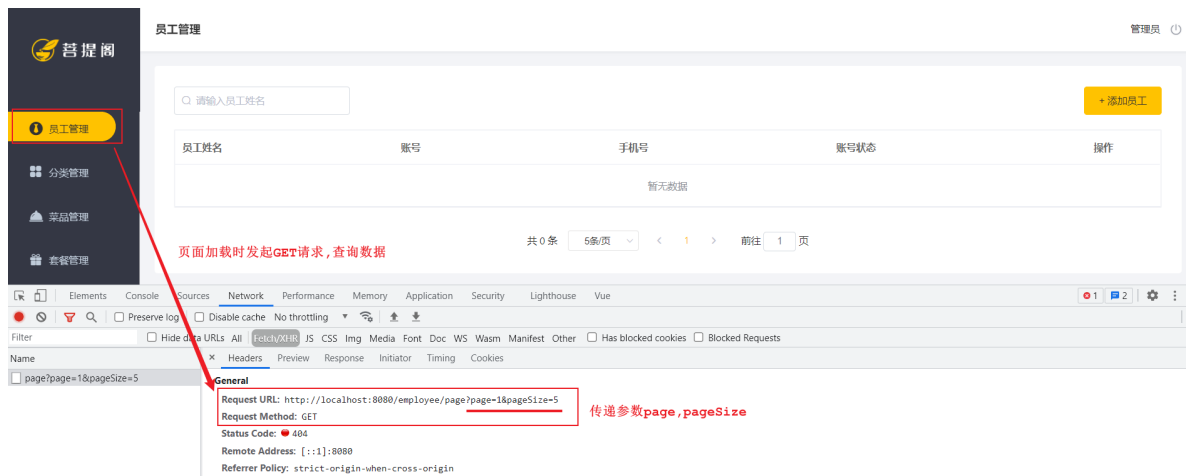 菩提阁
员工管理
管理员
员工管理
分类管理
菜品管理
套餐管理
请输入员工姓名
+ 添加员工
员工姓名 账号 手机号 账号状态 操作
暂无数据
共 0 条 5条/页 < 1 > 前往 1 页
页面加载时发起GET请求,查询数据
Elements Console Sources Network Performance Memory Application Security Lighthouse Vue 1 2
Preserve log Disable cache No throttling
Filter Hide data URLs All Fetch/XHR JS CSS Img Media Font Doc WS Wasm Manifest Other Has blocked cookies Blocked Requests
Name × Headers Preview Response Initiator Timing Cookies
page?page=1&pageSize=5
General
Request URL: http://localhost:8080/employee/page?page=1&pageSize=5
传递参数page,pageSize
Request Method: GET
Status Code: 404
Remote Address: [::1]:8080
Referrer Policy: strict-origin-when-cross-origin